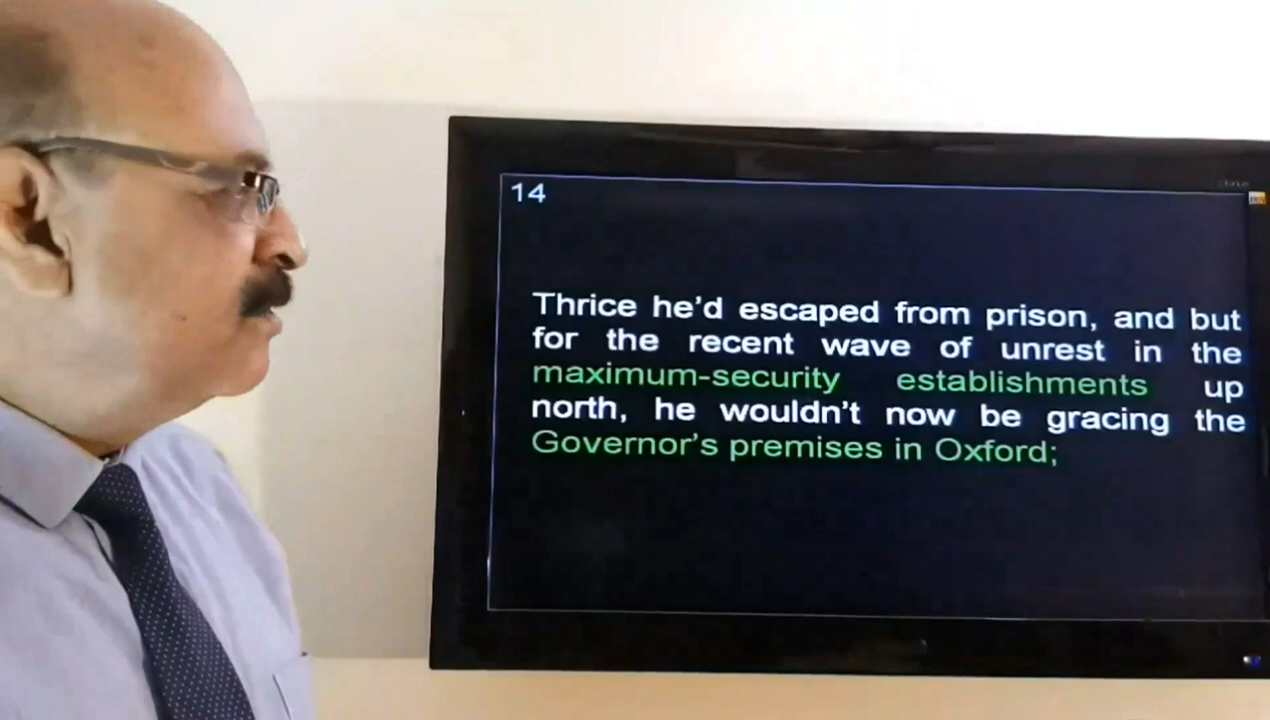 14
Thrice he'd escaped from prison, and but
for the recent wave of unrest in the
maximum-security establishments up
north, he wouldn't now be gracing the
Governor's premises in Oxford;